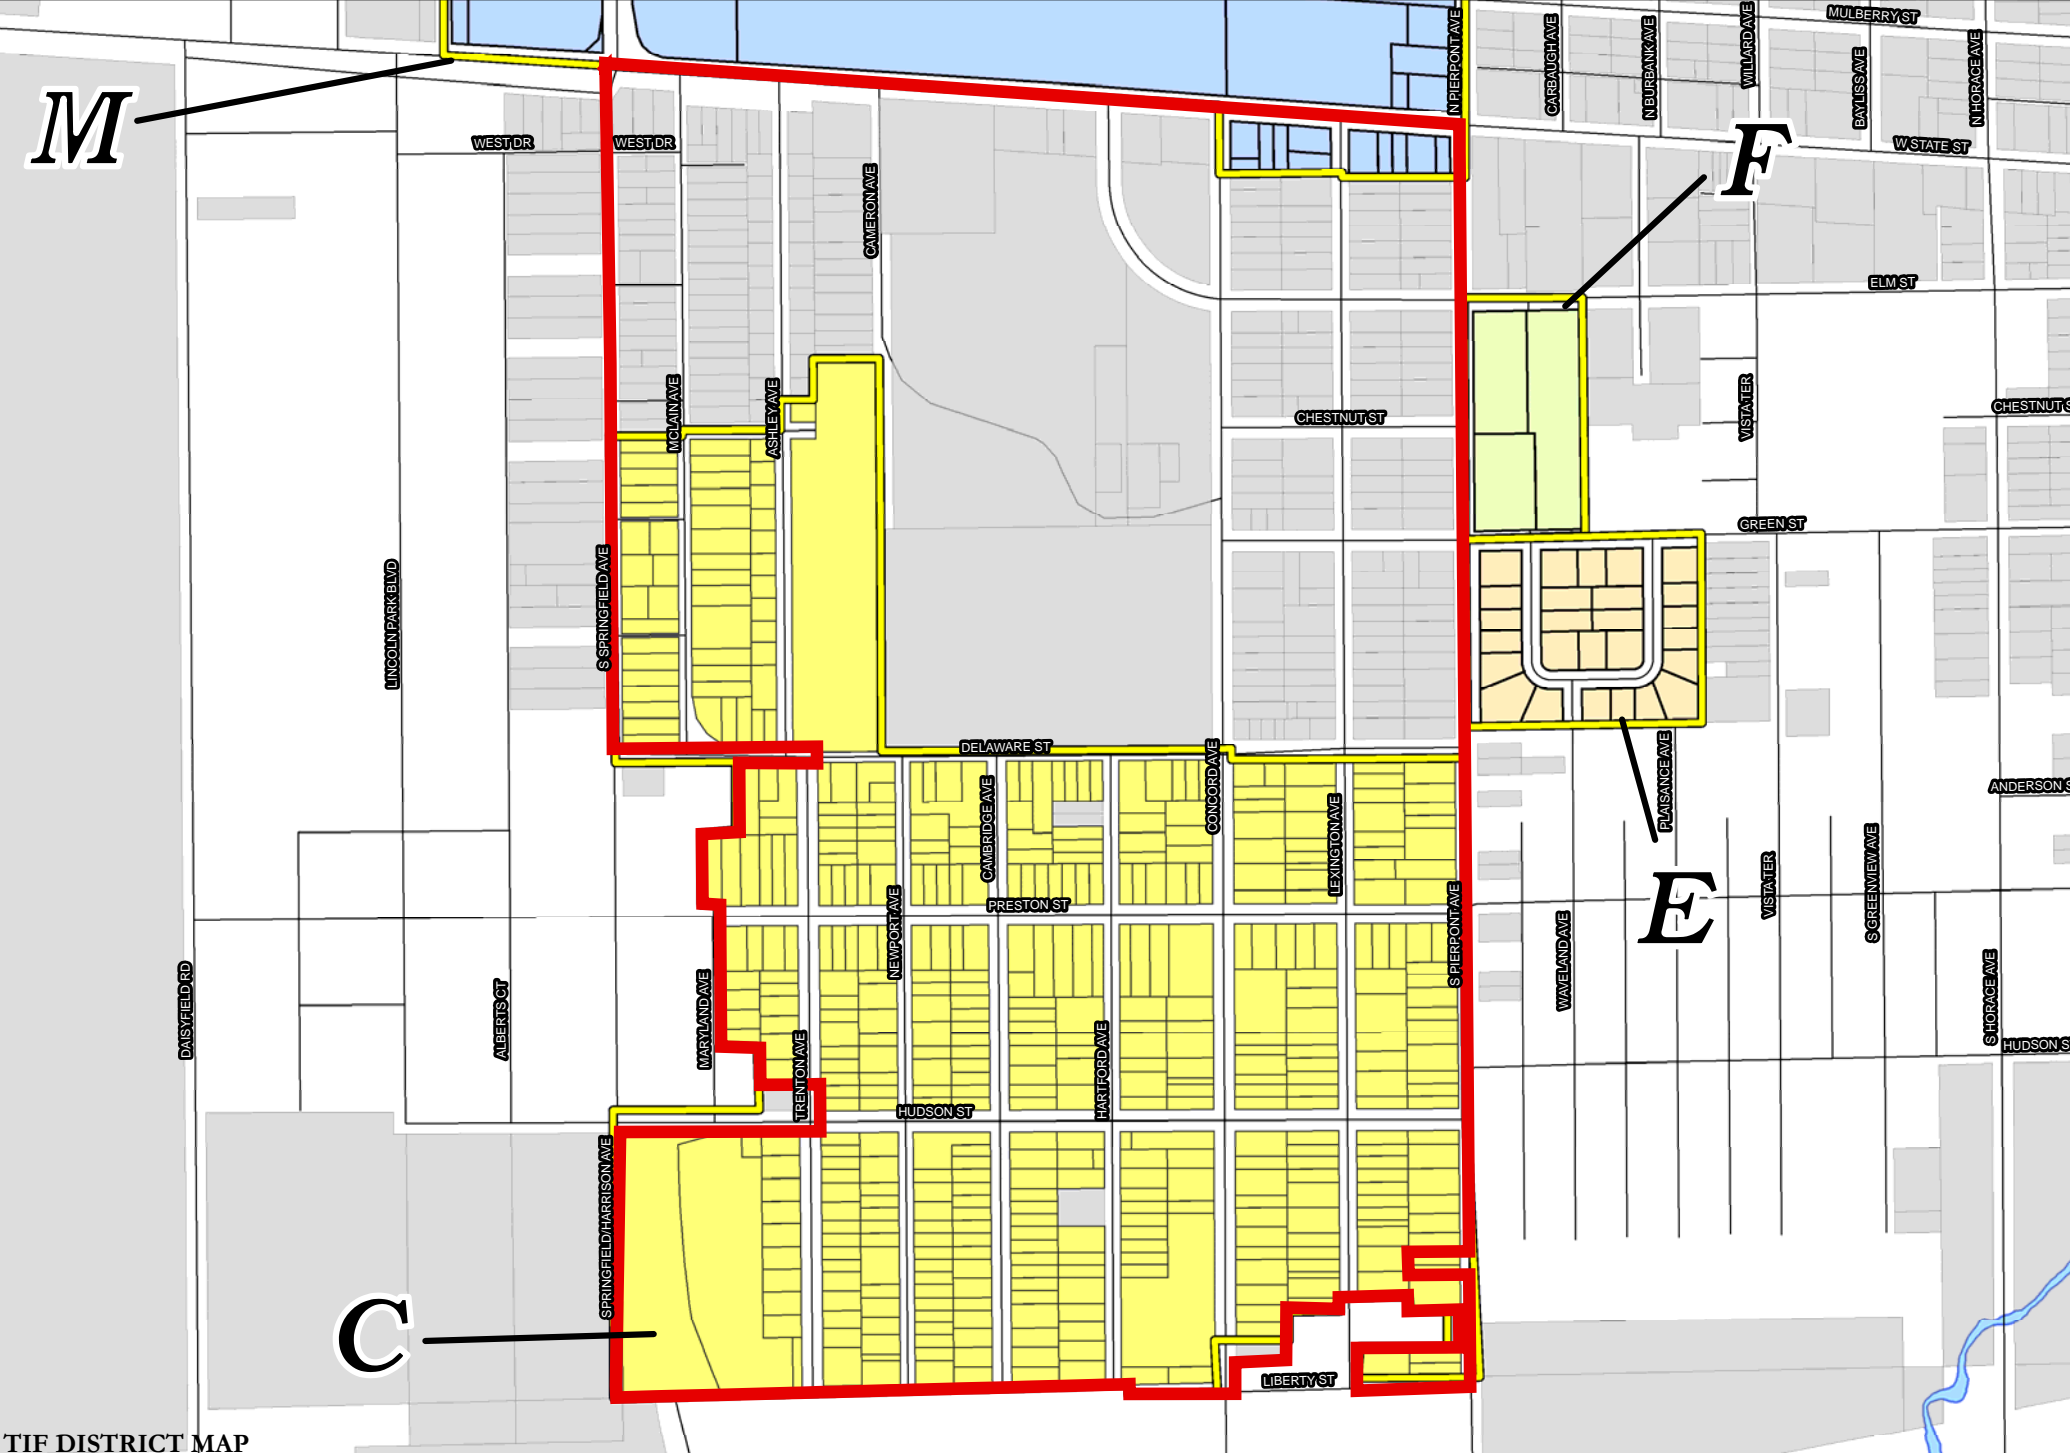 MULBERRY ST
N PIERPONT AVE
CARBAUGH AVE
N BURBANK AVE
WILLARD AVE
BAYLISS AVE
N HORACE AVE
M
WEST DR
WEST DR
W STATE ST
F
CAMERON AVE
ELM ST
MCLAIN AVE
ASHLEY AVE
CHESTNUT ST
VISTA TER
CHESTNUT S
GREEN ST
S SPRINGFIELD AVE
LINCOLN PARK BLVD
DELAWARE ST
CONCORD AVE
PLAISANCE AVE
ANDERSON S
CAMBRIDGE AVE
LEXINGTON AVE
VISTA TER
S GREENVIEW AVE
E
PRESTON ST
NEWPORT AVE
S PIERPONT AVE
WAVELAND AVE
S HORACE AVE
DAISYFIELD RD
ALBERTS CT
MARYLAND AVE
TRENTON AVE
HARTFORD AVE
HUDSON S
HUDSON ST
SPRINGFIELD/HARRISON AVE
C
LIBERTY ST
TIF DISTRICT MAP